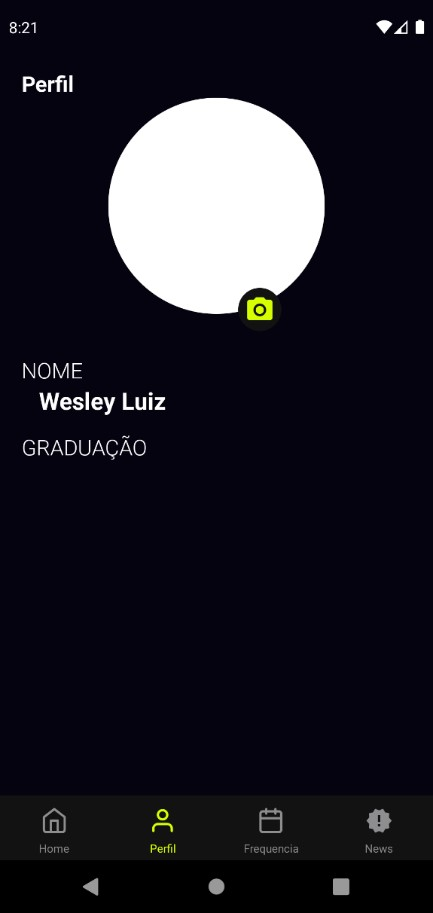 8:21
Perfil
NOME
Wesley Luiz
GRADUAÇÃO
Home Perfil Frequencia News